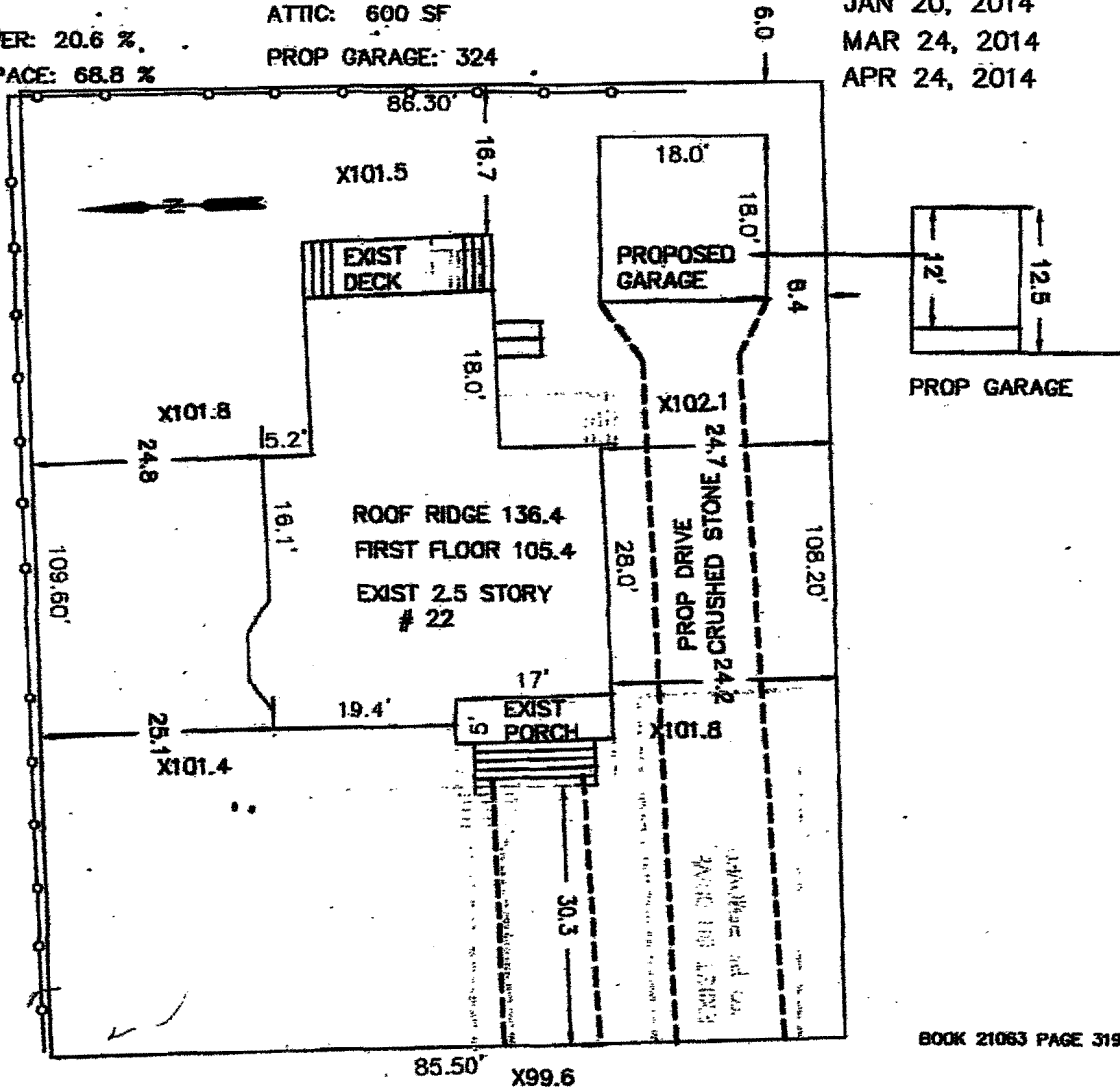 ATTIC: 600 SF
JAN 20, 2014
ER: 20.6 %
PROP GARAGE: 324
MAR 24, 2014
PACE: 68.8 %
APR 24, 2014
6.0
86.30'
16.7
18.0'
X101.5
N
18.0'
EXIST
DECK
PROPOSED
GARAGE
6.4
12'
12.5
PROP GARAGE
18.0'
X101.8
X102.1
24.8
15.2'
24.7
16.1'
ROOF RIDGE 136.4
FIRST FLOOR 105.4
EXIST 2.5 STORY
# 22
28.0'
PROP DRIVE
CRUSHED STONE
108.20'
109.60'
24.2
17'
19.4'
EXIST
PORCH
25.1
X101.8
X101.4
30.3
BOOK 21063 PAGE 319
85.50'
X99.6